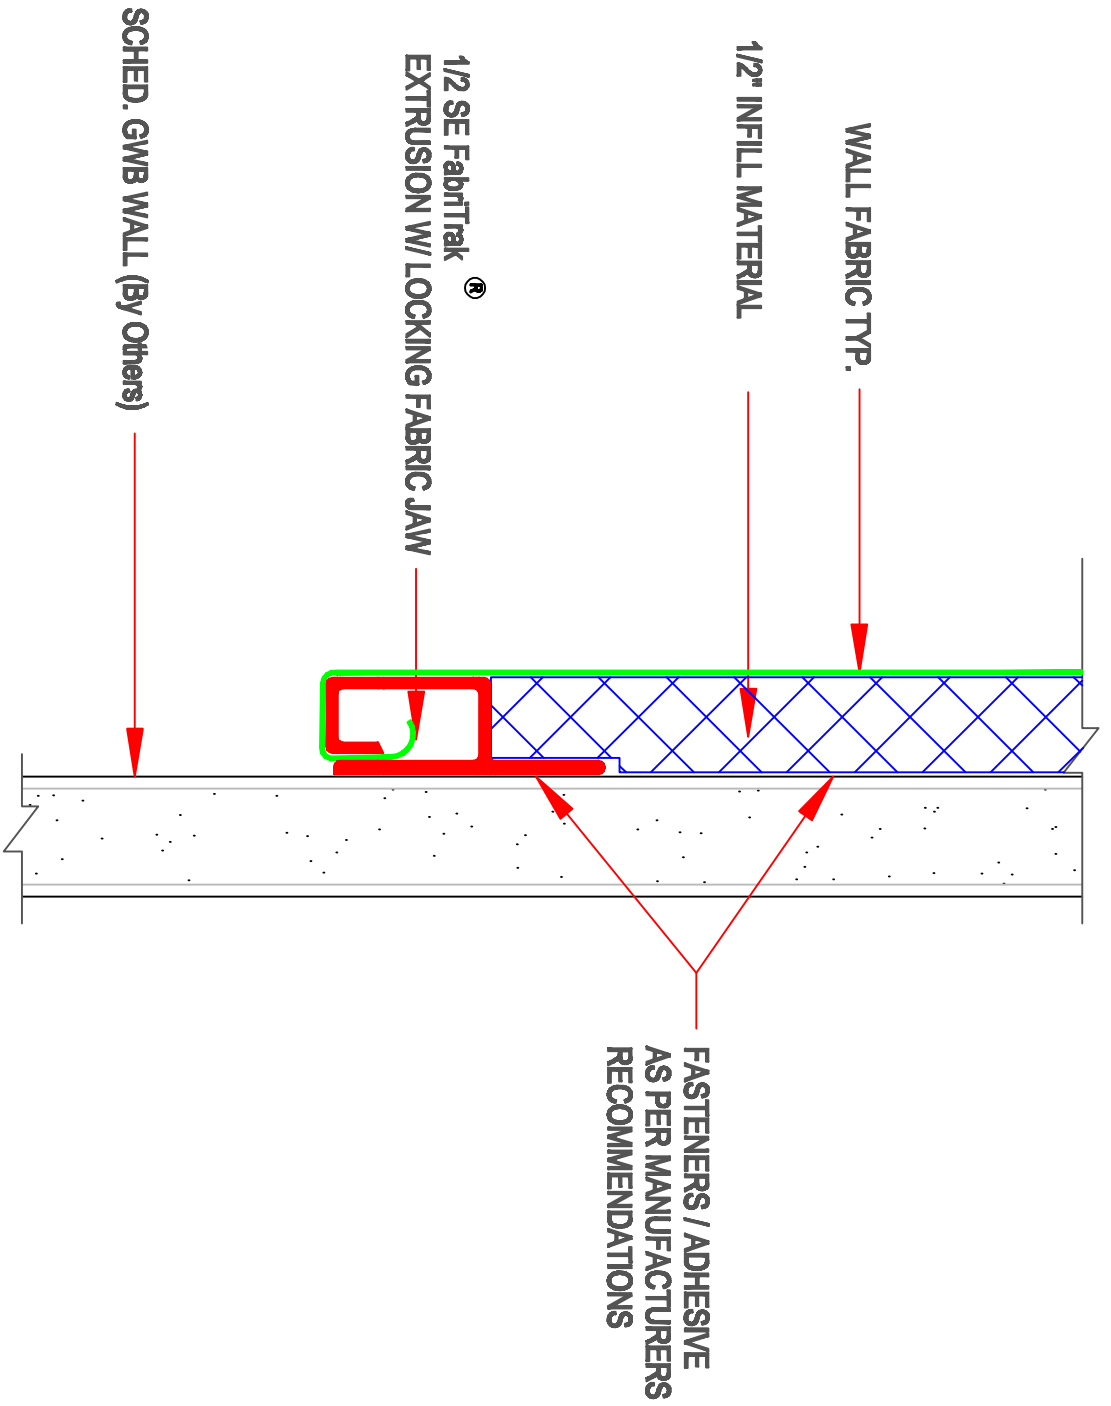 WALL FABRIC TYP.
1/2" INFILL MATERIAL
1/2 SE FabriTrak ®
EXTRUSION W/ LOCKING FABRIC JAW
SCHED. GWB WALL (By Others)
FASTENERS / ADHESIVE
AS PER MANUFACTURERS
RECOMMENDATIONS